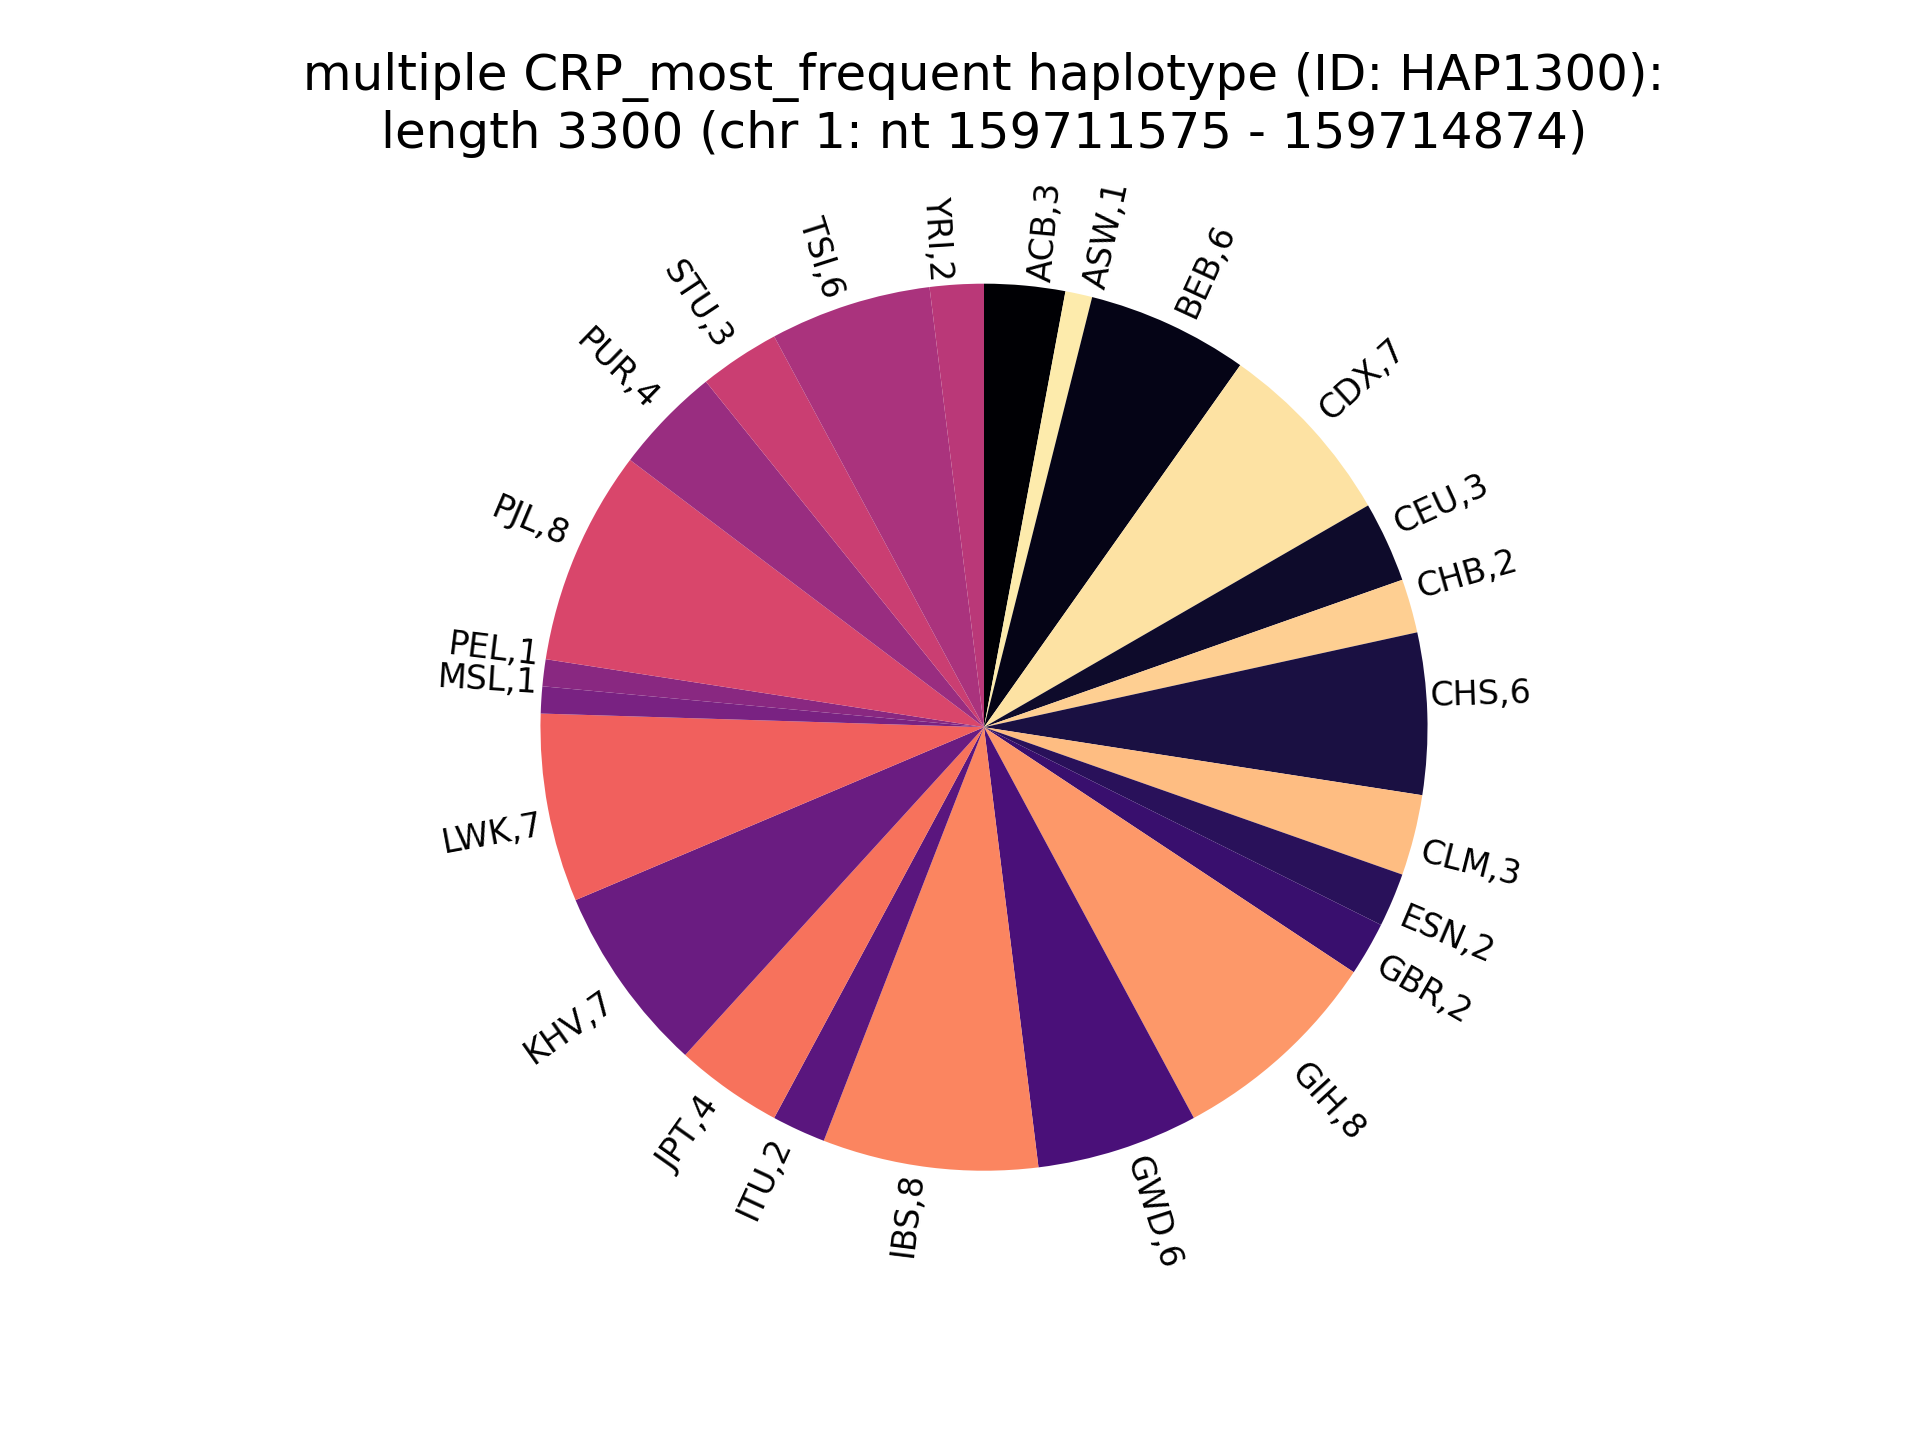 multiple CRP_most_frequent haplotype (ID: HAP1300):
length 3300 (chr 1: nt 159711575 - 159714874)
ACB,3
ASW,1
BEB,6
CDX,7
CEU,3
CHB,2
CHS,6
CLM,3
ESN,2
GBR,2
GIH,8
GWD,6
IBS,8
ITU,2
JPT,4
KHV,7
LWK,7
MSL,1
PEL,1
PJL,8
PUR,4
STU,3
TSI,6
YRI,2